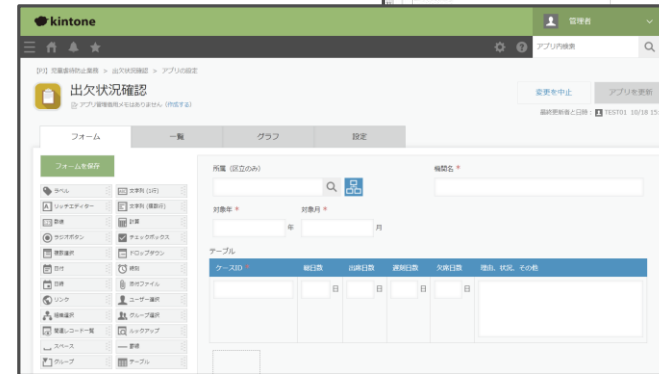 kintone
管理者
アプリ内検索
児童虐待防止業務 > 出欠状況確認 > アプリの設定
出欠状況確認
アプリ管理者用メモはありません（作成する）
変更を中止
アプリを更新
最終更新者と日時： TEST01 10/18 15:
フォーム
一覧
グラフ
設定
フォームを保存
ラベル
文字列 (1行)
リッチエディター
文字列 (複数行)
数値
計算
ラジオボタン
チェックボックス
複数選択
ドロップダウン
日付
時刻
日時
添付ファイル
リンク
ユーザー選択
組織選択
グループ選択
関連レコード一覧
ルックアップ
スペース
罫線
グループ
テーブル
所属 (区立のみ)
機関名 *
対象年 *
対象月 *
年
月
テーブル
ケースID *
総日数
出席日数
遅刻日数
欠席日数
理由、状況、その他
日
日
日
日